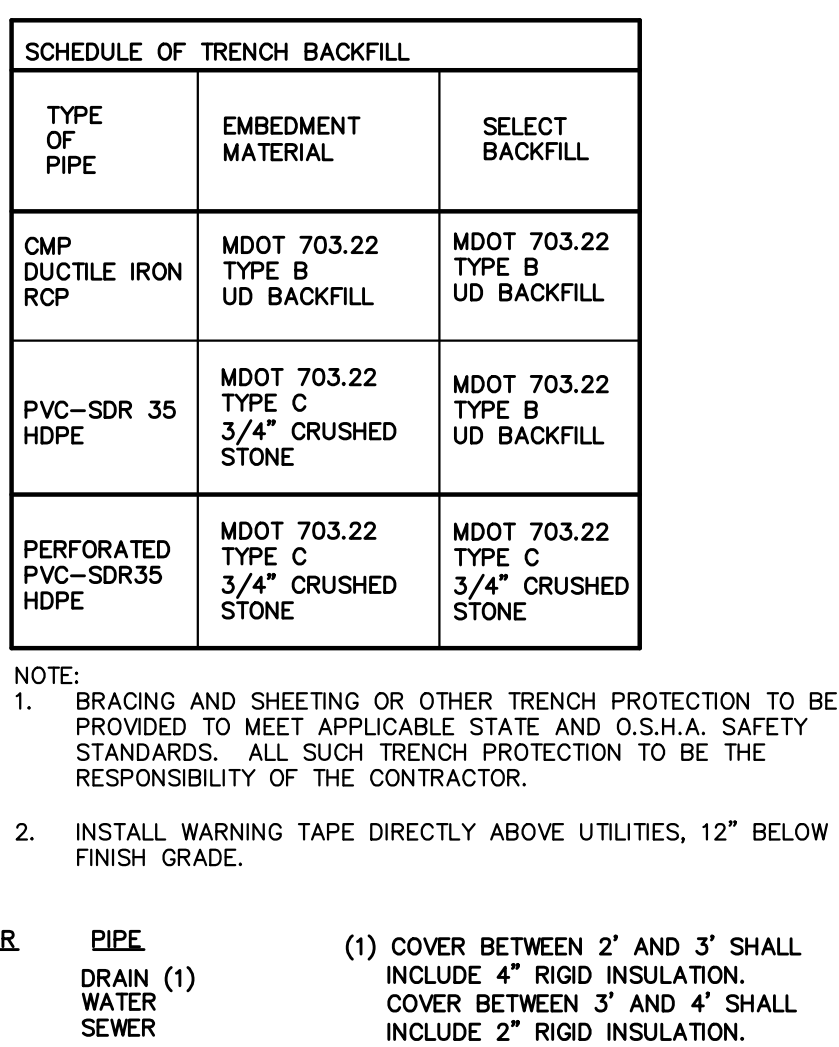 SCHEDULE OF TRENCH BACKFILL
TYPE
OF
PIPE
EMBEDMENT
MATERIAL
SELECT
BACKFILL
CMP
DUCTILE IRON
RCP
MDOT 703.22
TYPE B
UD BACKFILL
MDOT 703.22
TYPE B
UD BACKFILL
PVC-SDR 35
HDPE
MDOT 703.22
TYPE C
3/4" CRUSHED
STONE
MDOT 703.22
TYPE B
UD BACKFILL
PERFORATED
PVC-SDR35
HDPE
MDOT 703.22
TYPE C
3/4" CRUSHED
STONE
MDOT 703.22
TYPE C
3/4" CRUSHED
STONE
NOTE:
1. BRACING AND SHEETING OR OTHER TRENCH PROTECTION TO BE
PROVIDED TO MEET APPLICABLE STATE AND O.S.H.A. SAFETY
STANDARDS. ALL SUCH TRENCH PROTECTION TO BE THE
RESPONSIBILITY OF THE CONTRACTOR.
2. INSTALL WARNING TAPE DIRECTLY ABOVE UTILITIES, 12" BELOW
FINISH GRADE.
R PIPE
DRAIN (1)
WATER
SEWER
(1) COVER BETWEEN 2' AND 3' SHALL
INCLUDE 4" RIGID INSULATION.
COVER BETWEEN 3' AND 4' SHALL
INCLUDE 2" RIGID INSULATION.